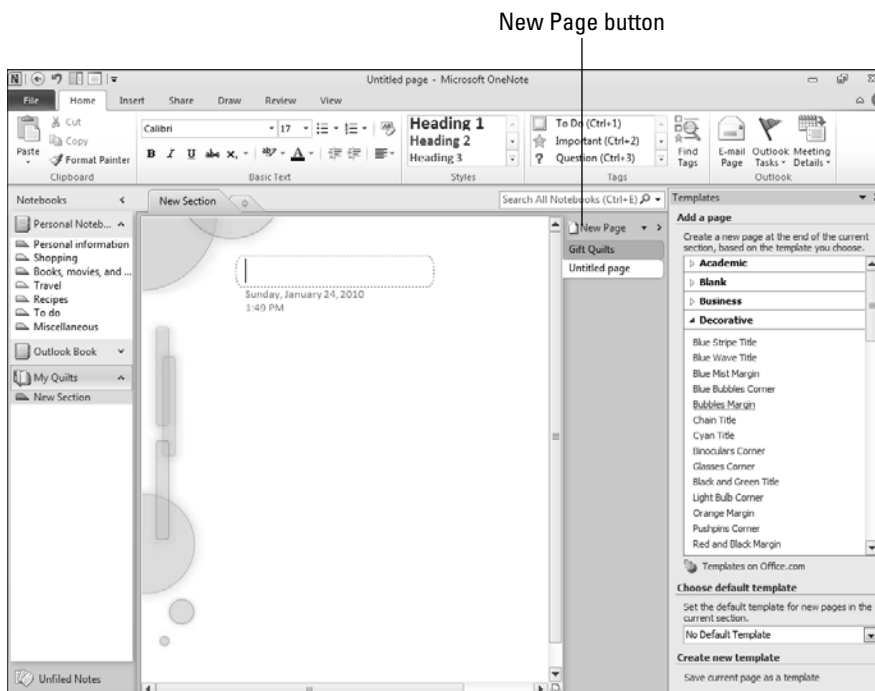 New Page button
Untitled page - Microsoft OneNote
File Home Insert Share Draw Review View
Paste
Cut
Copy
Format Painter
Clipboard
Calibri 17
B I U abc x₂ aby A
Basic Text
Heading 1
Heading 2
Heading 3
Styles
To Do (Ctrl+1)
Important (Ctrl+2)
? Question (Ctrl+3)
Find
Tags
Tags
E-mail
Page
Outlook
Tasks
Meeting
Details
Outlook
Notebooks
Personal Noteb...
Personal information
Shopping
Books, movies, and ...
Travel
Recipes
To do
Miscellaneous
Outlook Book
My Quilts
New Section
Unfiled Notes
New Section
Search All Notebooks (Ctrl+E)
Sunday, January 24, 2010
1:49 PM
New Page
Gift Quilts
Untitled page
Templates
Add a page
Create a new page at the end of the current
section, based on the template you choose.
Academic
Blank
Business
Decorative
Blue Stripe Title
Blue Wave Title
Blue Mist Margin
Blue Bubbles Corner
Bubbles Margin
Chain Title
Cyan Title
Binoculars Corner
Glasses Corner
Black and Green Title
Light Bulb Corner
Orange Margin
Pushpins Corner
Red and Black Margin
Templates on Office.com
Choose default template
Set the default template for new pages in the
current section.
No Default Template
Create new template
Save current page as a template